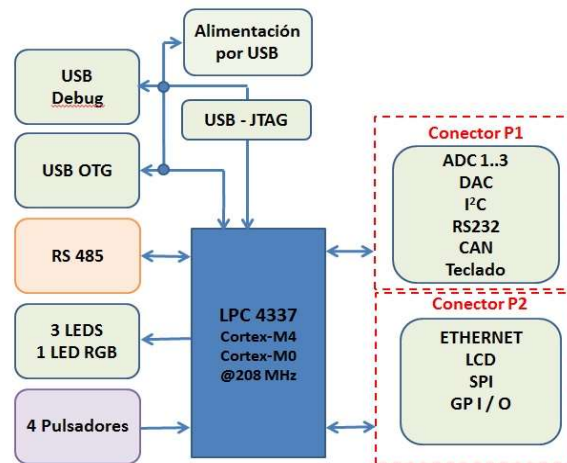 Alimentación
por USB
USB
Debug
USB - JTAG
USB OTG
Conector P1
ADC 1..3
DAC
I²C
RS232
CAN
Teclado
RS 485
LPC 4337
Cortex-M4
Cortex-M0
@208 MHz
3 LEDS
1 LED RGB
Conector P2
ETHERNET
LCD
SPI
GP I / O
4 Pulsadores